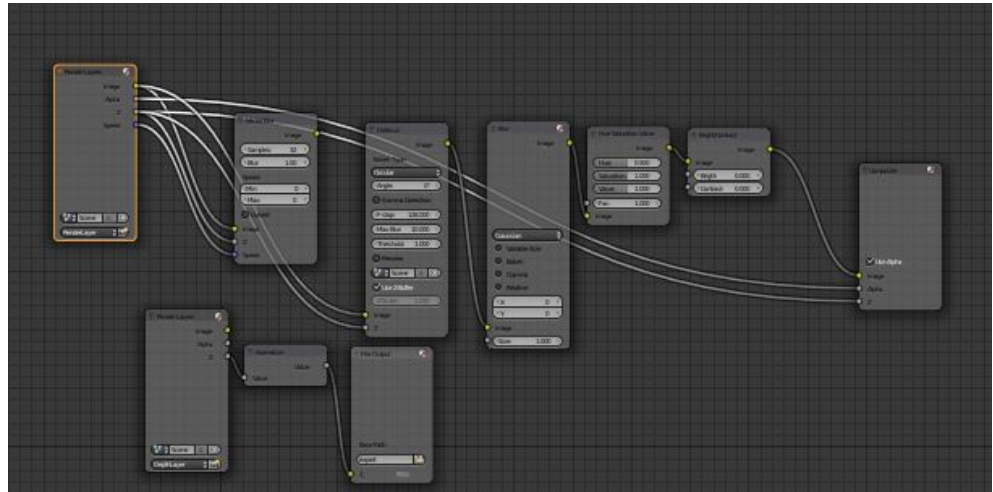 Render Layers
Image
Alpha
Z
Speed
Scene
RenderLayer
Image
Samples: 32
Blur: 1.00
Speed:
Min: 0
Max: 0
Curved
Image
Z
Speed
Defocus
Image
Bokeh Type:
Circular
Angle: 0°
Gamma Correction
F-stop: 128.000
Max Blur: 10.000
Threshold: 1.000
Preview
Scene
Use Z-Buffer
Image
Z
Blur
Image
Gaussian
Variable Size
Bokeh
Gamma
Relative
X: 0
Y: 0
Image
Size: 1.000
Hue Saturation Value
Image
Hue: 0.500
Saturation: 1.000
Value: 1.000
Fac: 1.000
Image
Bright/Contrast
Image
Image
Bright: 0.000
Contrast: 0.000
Composite
Use Alpha
Image
Alpha
Z
Render Layers
Image
Alpha
Z
Scene
DepthLayer
Normalize
Value
Value
File Output
Base Path: